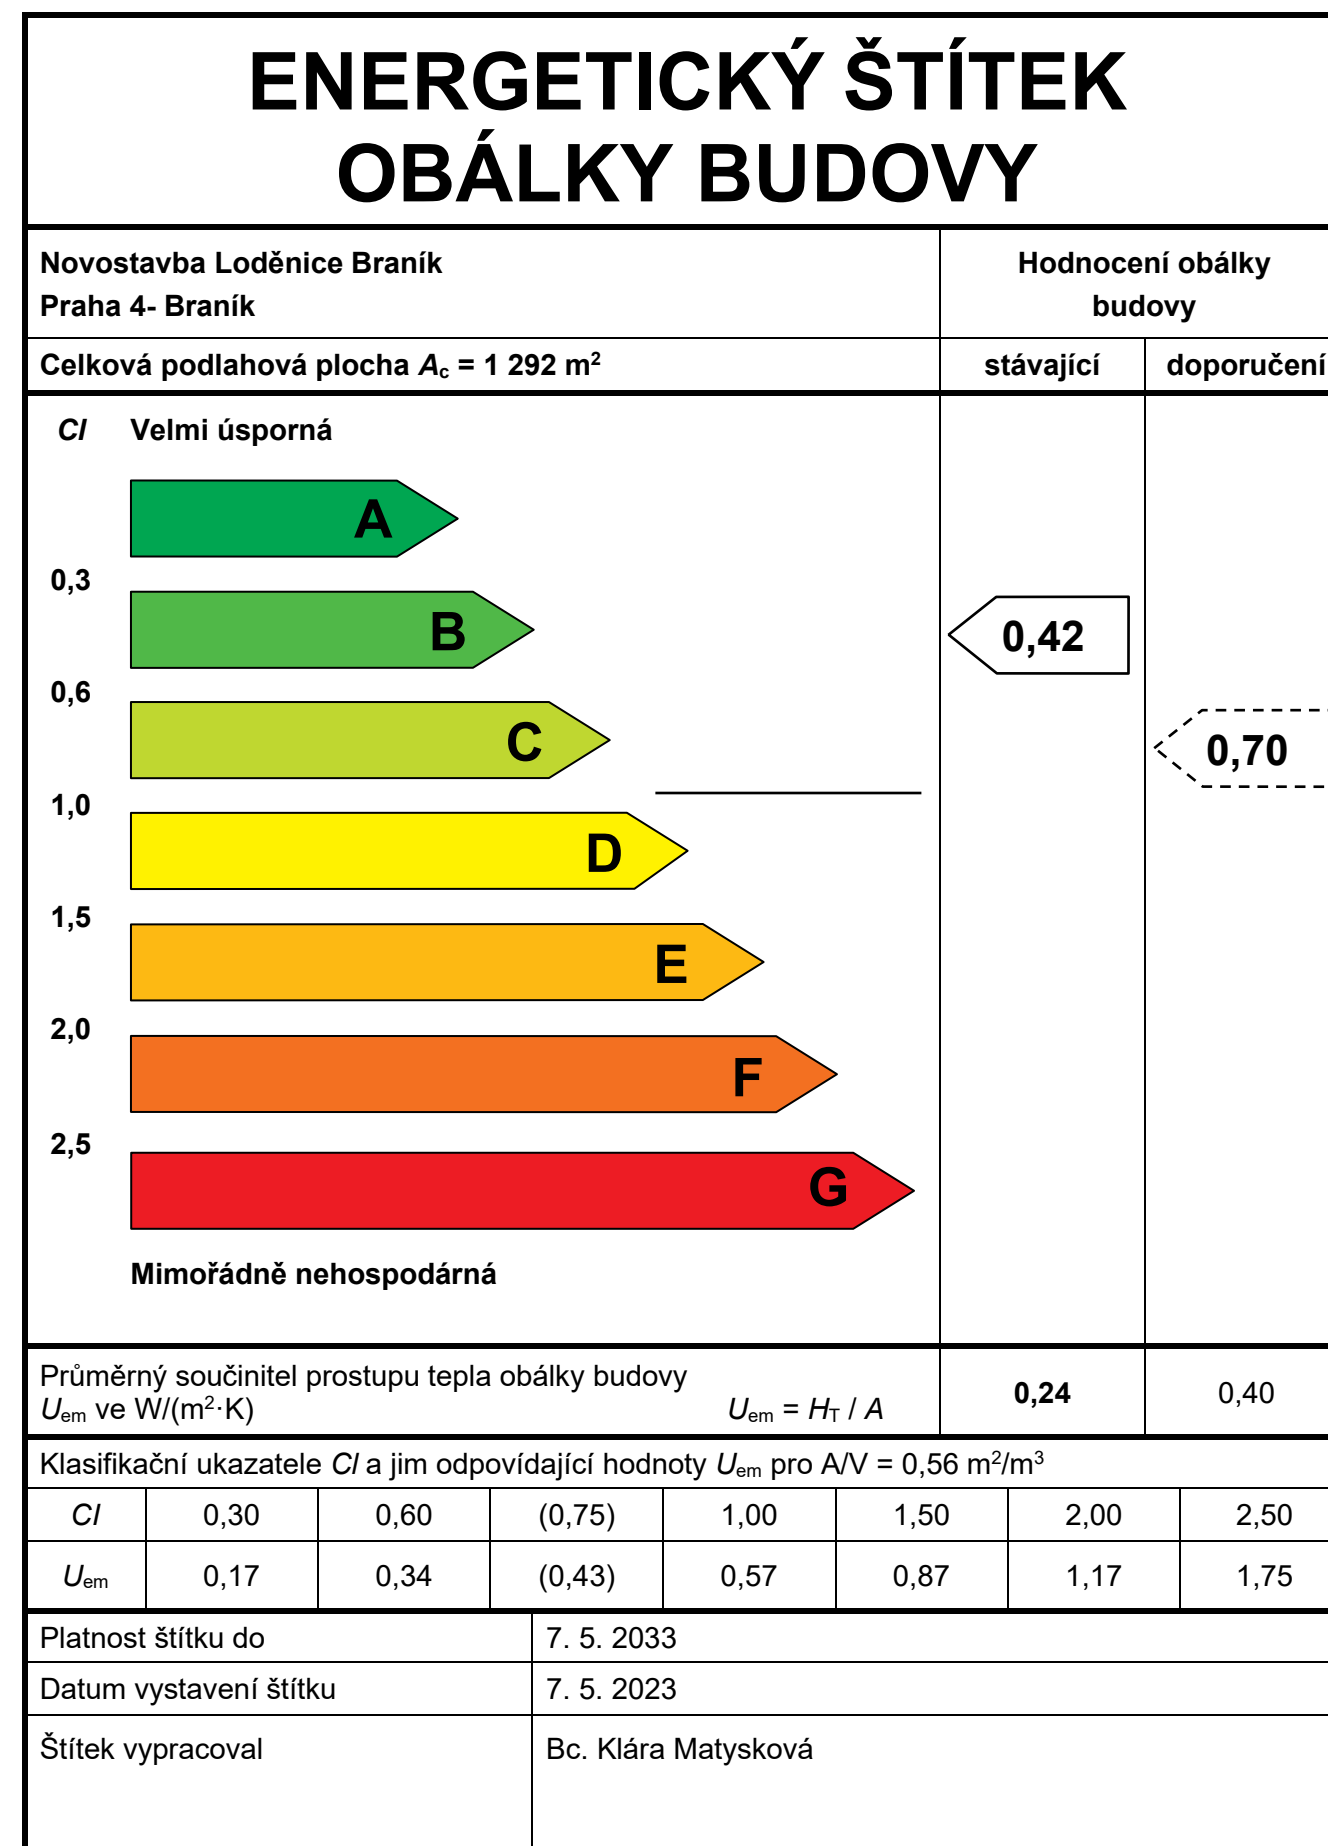 ENERGETICKÝ ŠTÍTEK
OBÁLKY BUDOVY
Novostavba Loděnice Braník
Praha 4- Braník
Hodnocení obálky
budovy
Celková podlahová plocha Ac = 1 292 m²
stávající
doporučení
CI Velmi úsporná
A
0,3
B
0,42
0,6
C
0,70
1,0
D
1,5
E
2,0
F
2,5
G
Mimořádně nehospodárná
Průměrný součinitel prostupu tepla obálky budovy
Uem ve W/(m²·K) Uem = HT / A
0,24
0,40
Klasifikační ukazatele CI a jim odpovídající hodnoty Uem pro A/V = 0,56 m²/m³
CI 0,30 0,60 (0,75) 1,00 1,50 2,00 2,50
Uem 0,17 0,34 (0,43) 0,57 0,87 1,17 1,75
Platnost štítku do 7. 5. 2033
Datum vystavení štítku 7. 5. 2023
Štítek vypracoval Bc. Klára Matysková